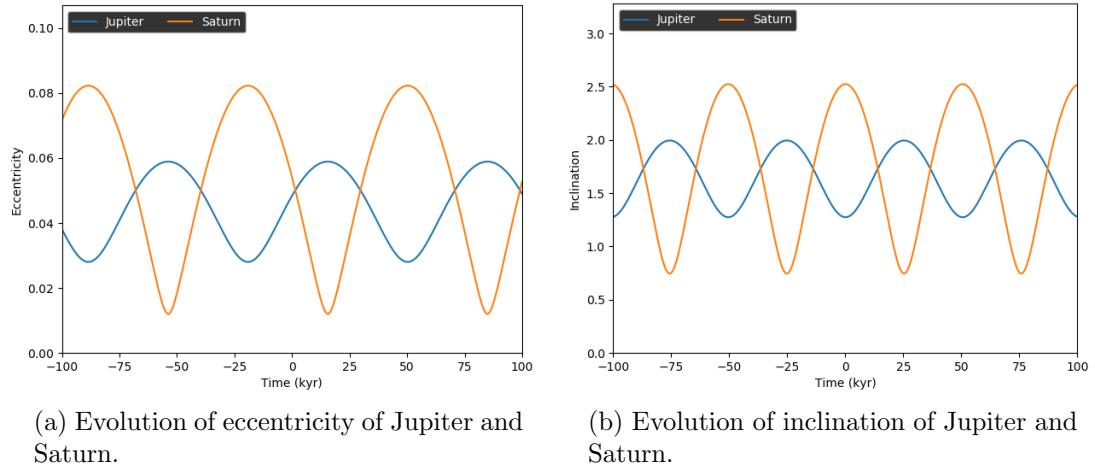 Jupiter Saturn
0.10
0.08
0.06
0.04
0.02
0.00
Eccentricity
−100 −75 −50 −25 0 25 50 75 100
Time (kyr)
(a) Evolution of eccentricity of Jupiter and
Saturn.
Jupiter Saturn
3.0
2.5
2.0
1.5
1.0
0.5
0.0
Inclination
−100 −75 −50 −25 0 25 50 75 100
Time (kyr)
(b) Evolution of inclination of Jupiter and
Saturn.